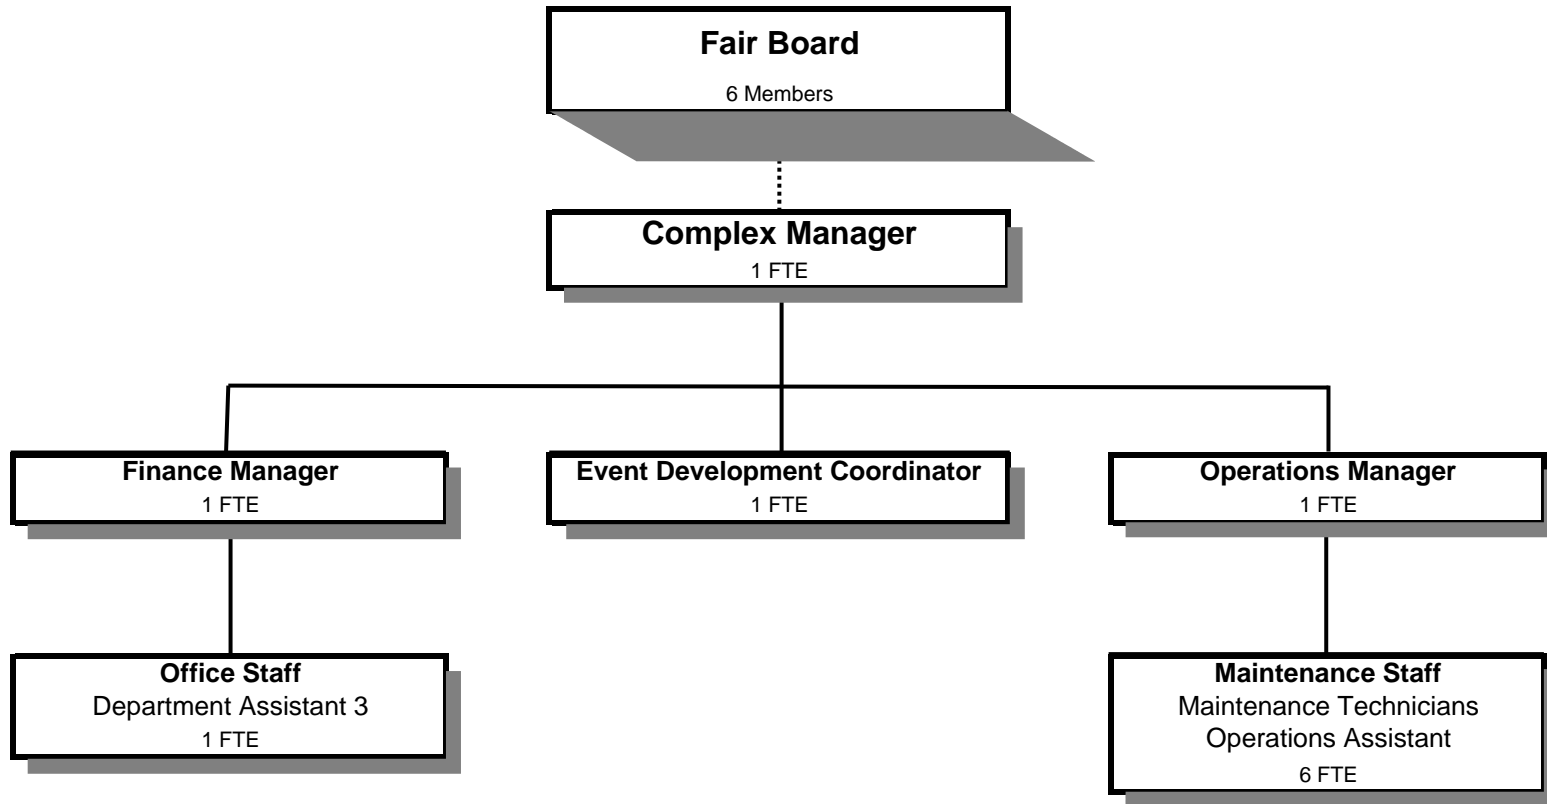 Fair Board
6 Members
Complex Manager
1 FTE
Finance Manager
1 FTE
Event Development Coordinator
1 FTE
Operations Manager
1 FTE
Office Staff
Department Assistant 3
1 FTE
Maintenance Staff
Maintenance Technicians
Operations Assistant
6 FTE